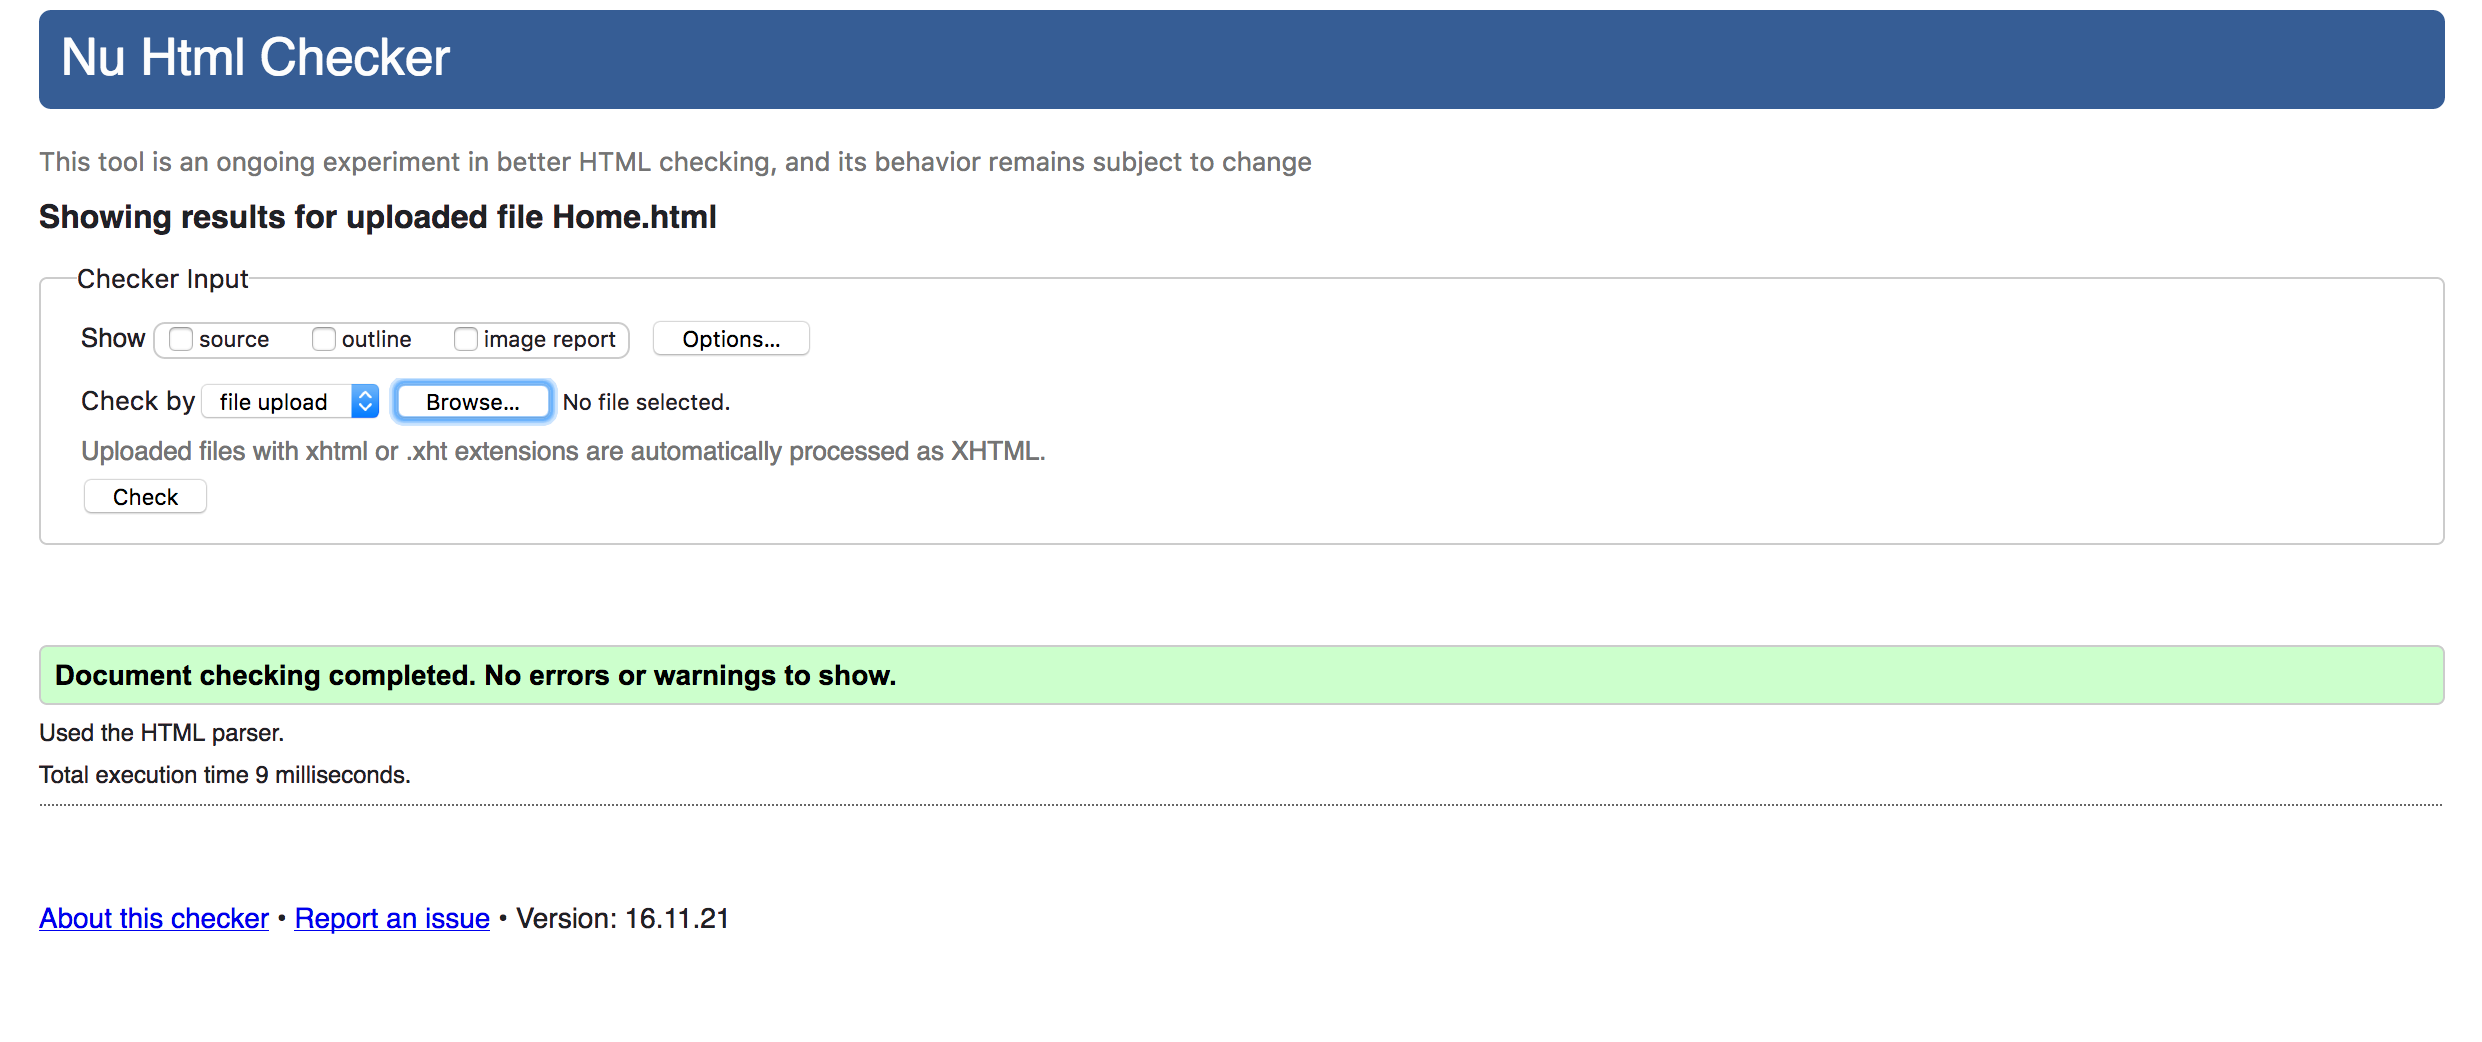 Nu Html Checker
This tool is an ongoing experiment in better HTML checking, and its behavior remains subject to change
Showing results for uploaded file Home.html
Checker Input
Show source outline image report Options...
Check by file upload Browse... No file selected.
Uploaded files with xhtml or .xht extensions are automatically processed as XHTML.
Check
Document checking completed. No errors or warnings to show.
Used the HTML parser.
Total execution time 9 milliseconds.
About this checker • Report an issue • Version: 16.11.21